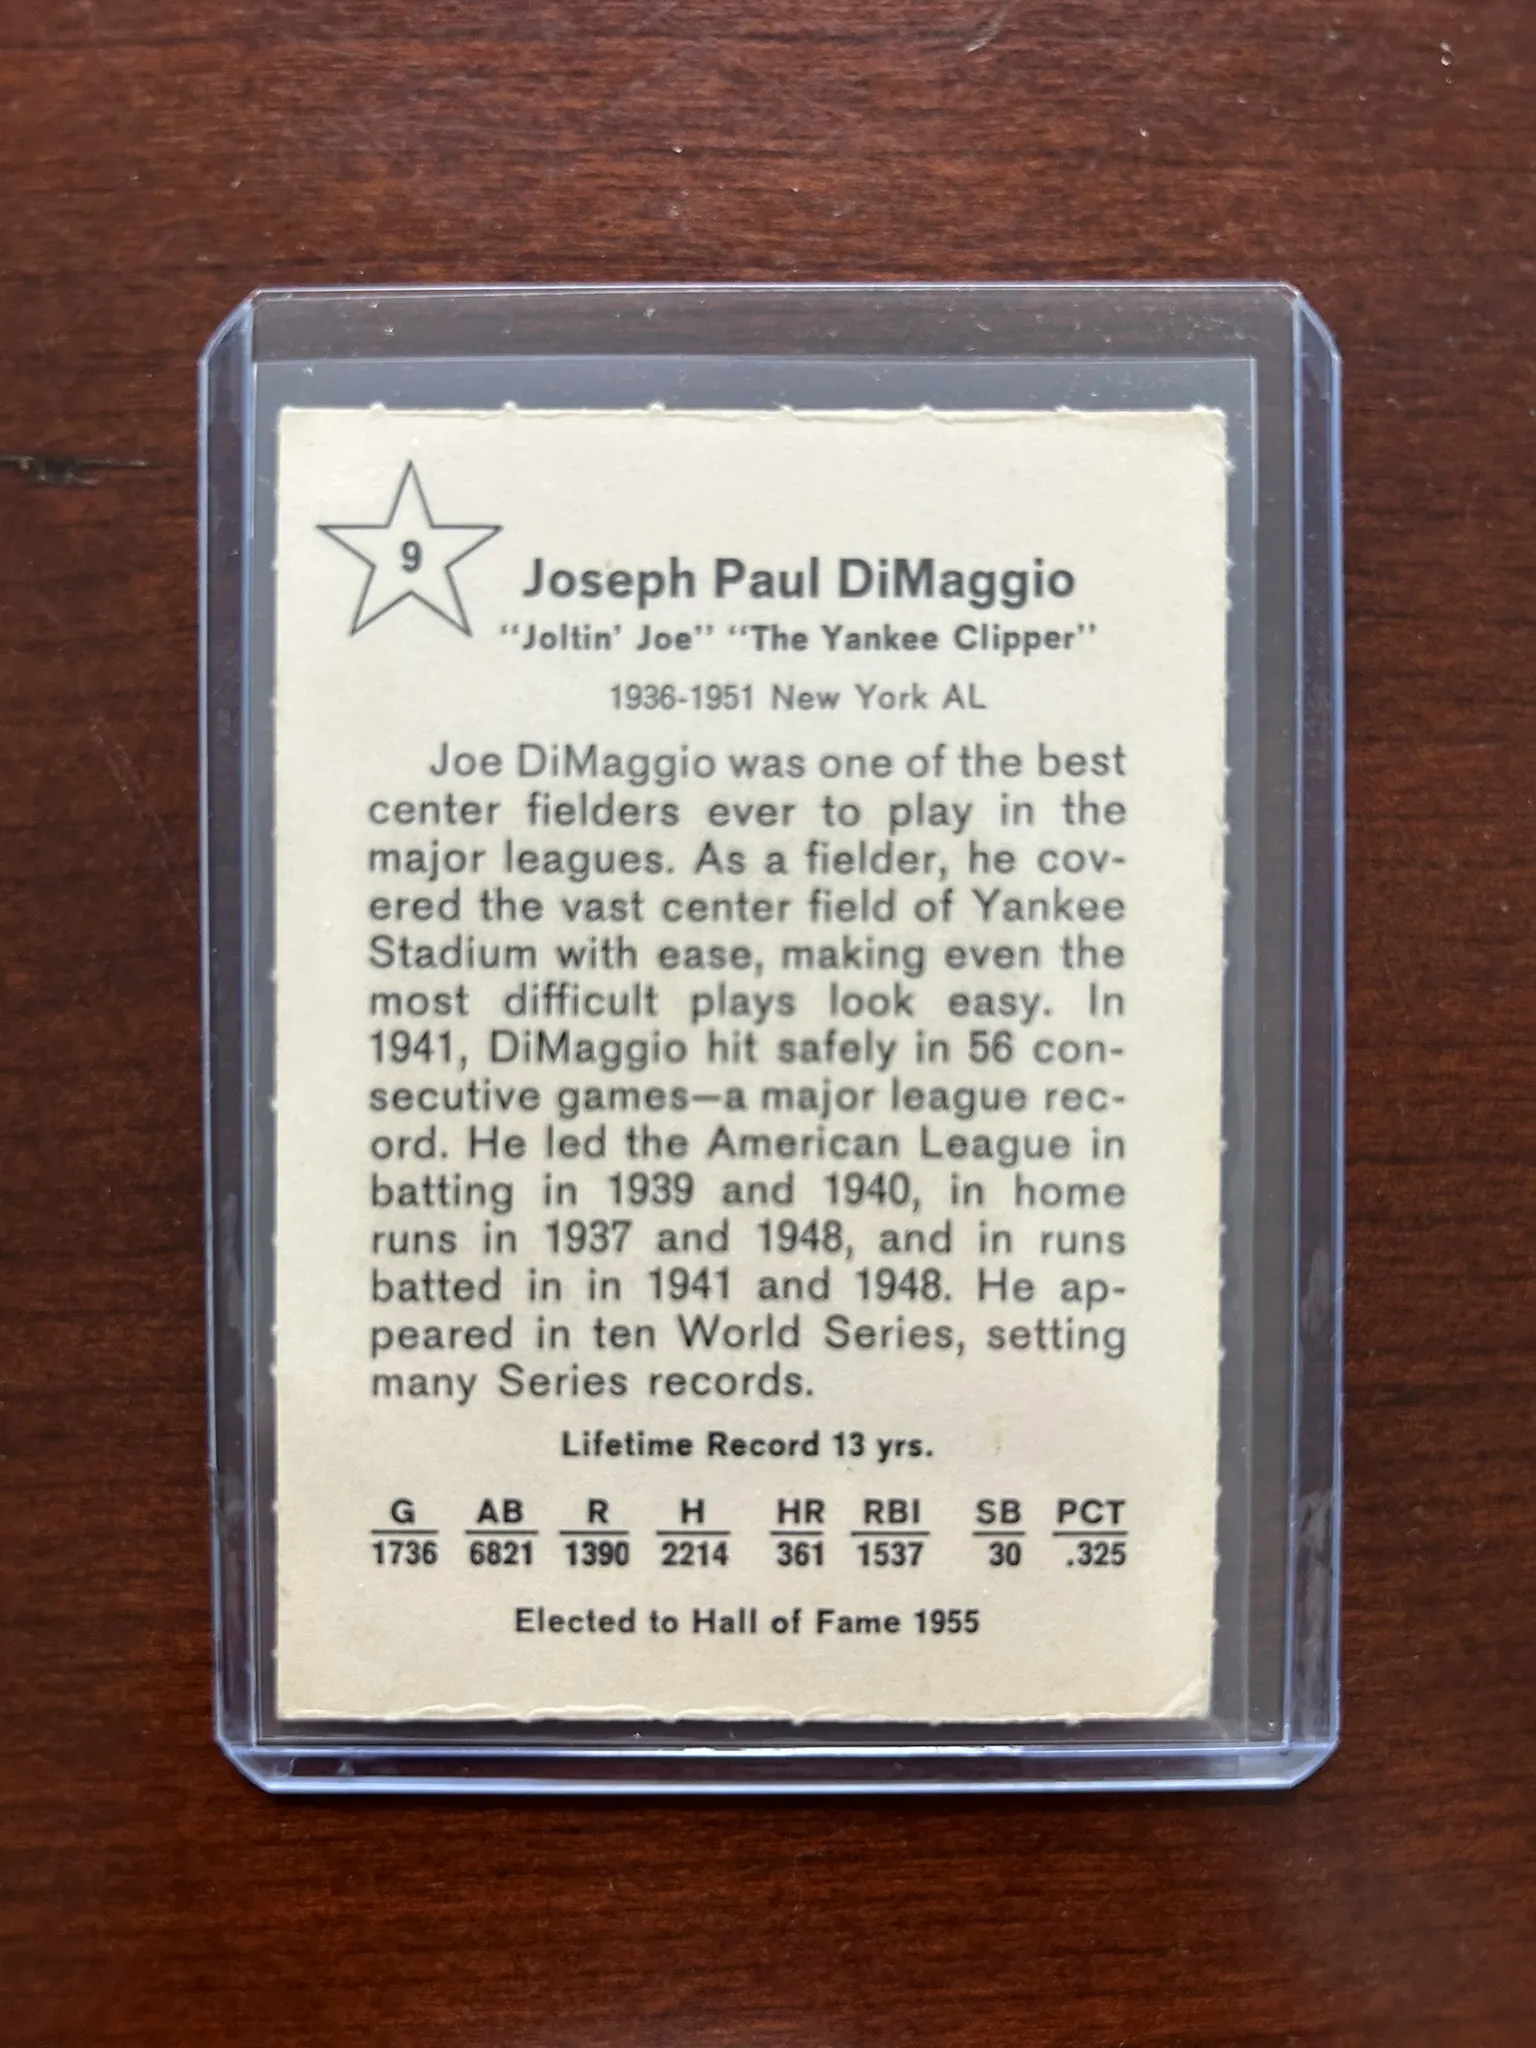 9
Joseph Paul DiMaggio
“Joltin’ Joe” “The Yankee Clipper”
1936-1951 New York AL
Joe DiMaggio was one of the best
center fielders ever to play in the
major leagues. As a fielder, he cov-
ered the vast center field of Yankee
Stadium with ease, making even the
most difficult plays look easy. In
1941, DiMaggio hit safely in 56 con-
secutive games—a major league rec-
ord. He led the American League in
batting in 1939 and 1940, in home
runs in 1937 and 1948, and in runs
batted in in 1941 and 1948. He ap-
peared in ten World Series, setting
many Series records.
Lifetime Record 13 yrs.
G AB R H HR RBI SB PCT
1736 6821 1390 2214 361 1537 30 .325
Elected to Hall of Fame 1955